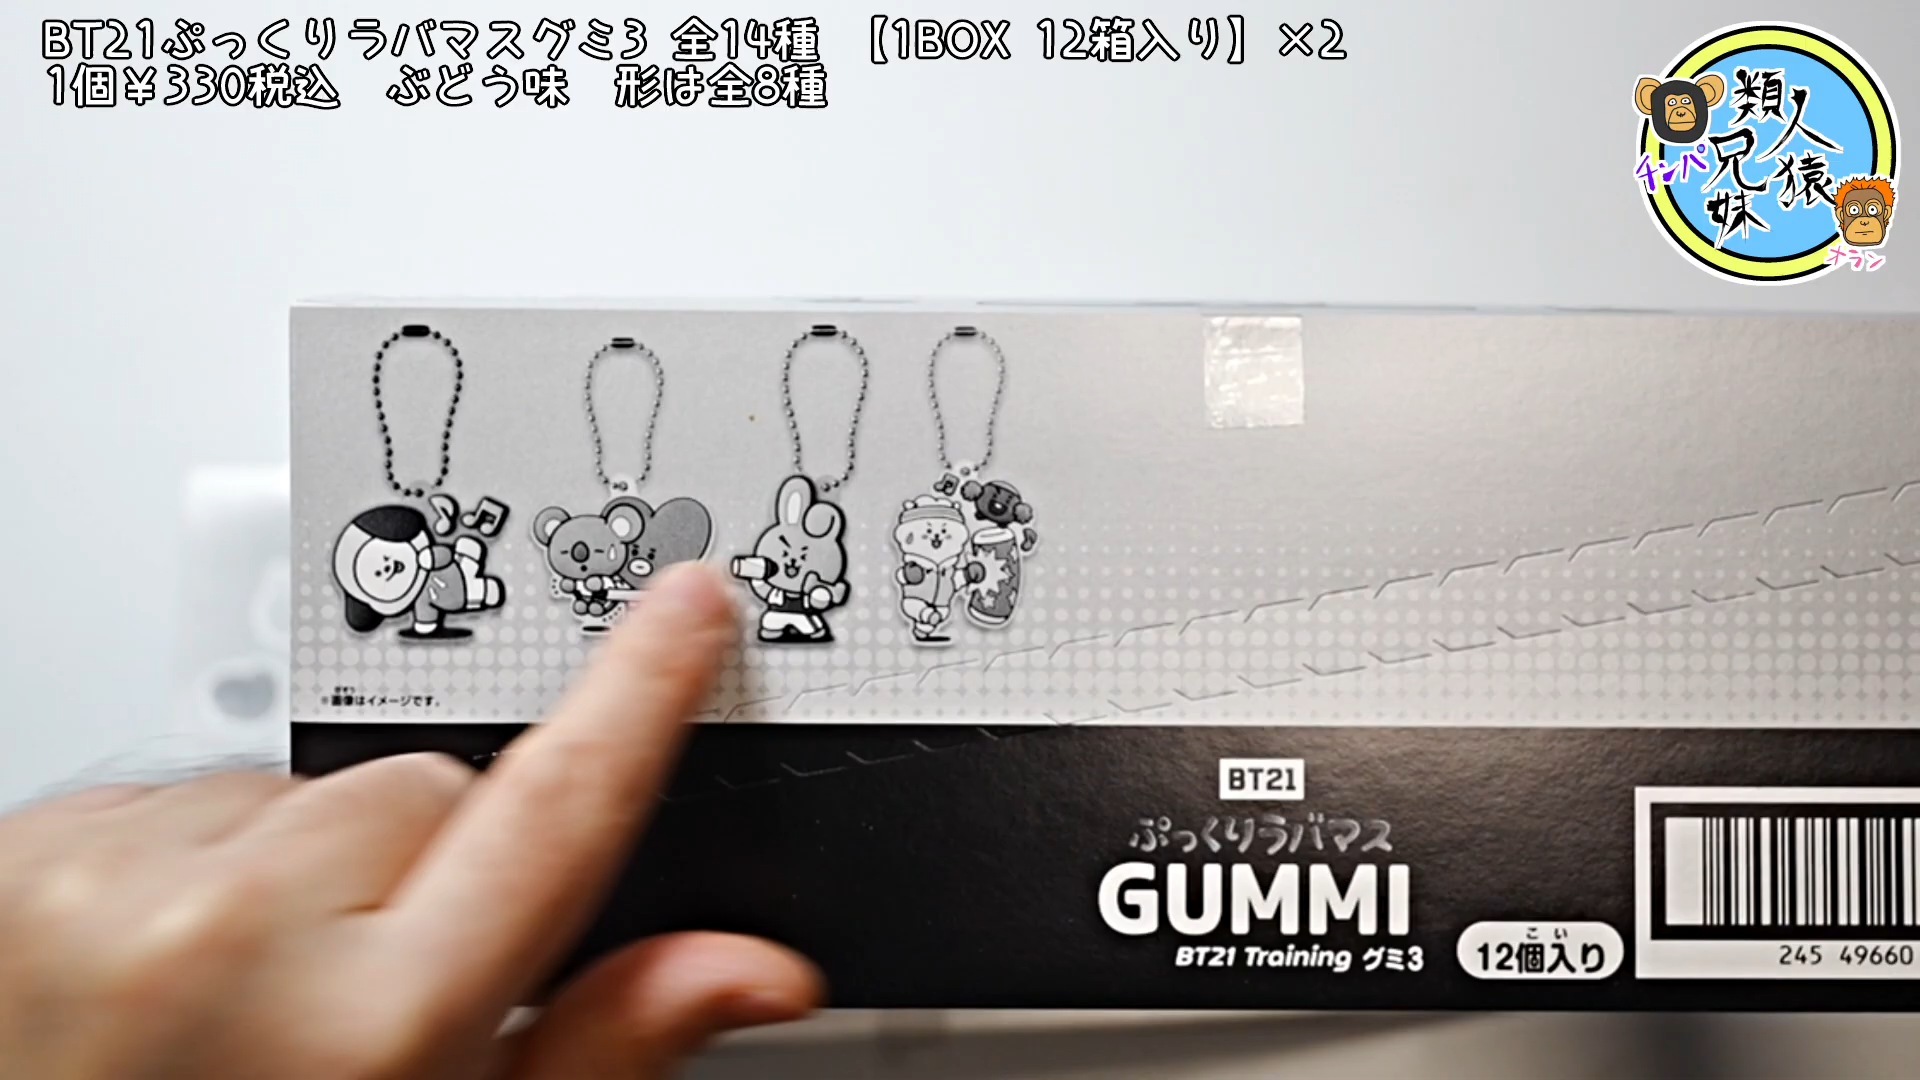 BT21ぷっくりラバマスグミ3 全14種 【1BOX 12箱入り】×2
1個¥330税込 ぶどう味 形は全8種
類人猿
兄妹
チンパ
オラン
※画像はイメージです。
BT21
ぷっくりラバマス
GUMMI
BT21 Training グミ3
12個入り
245 49660